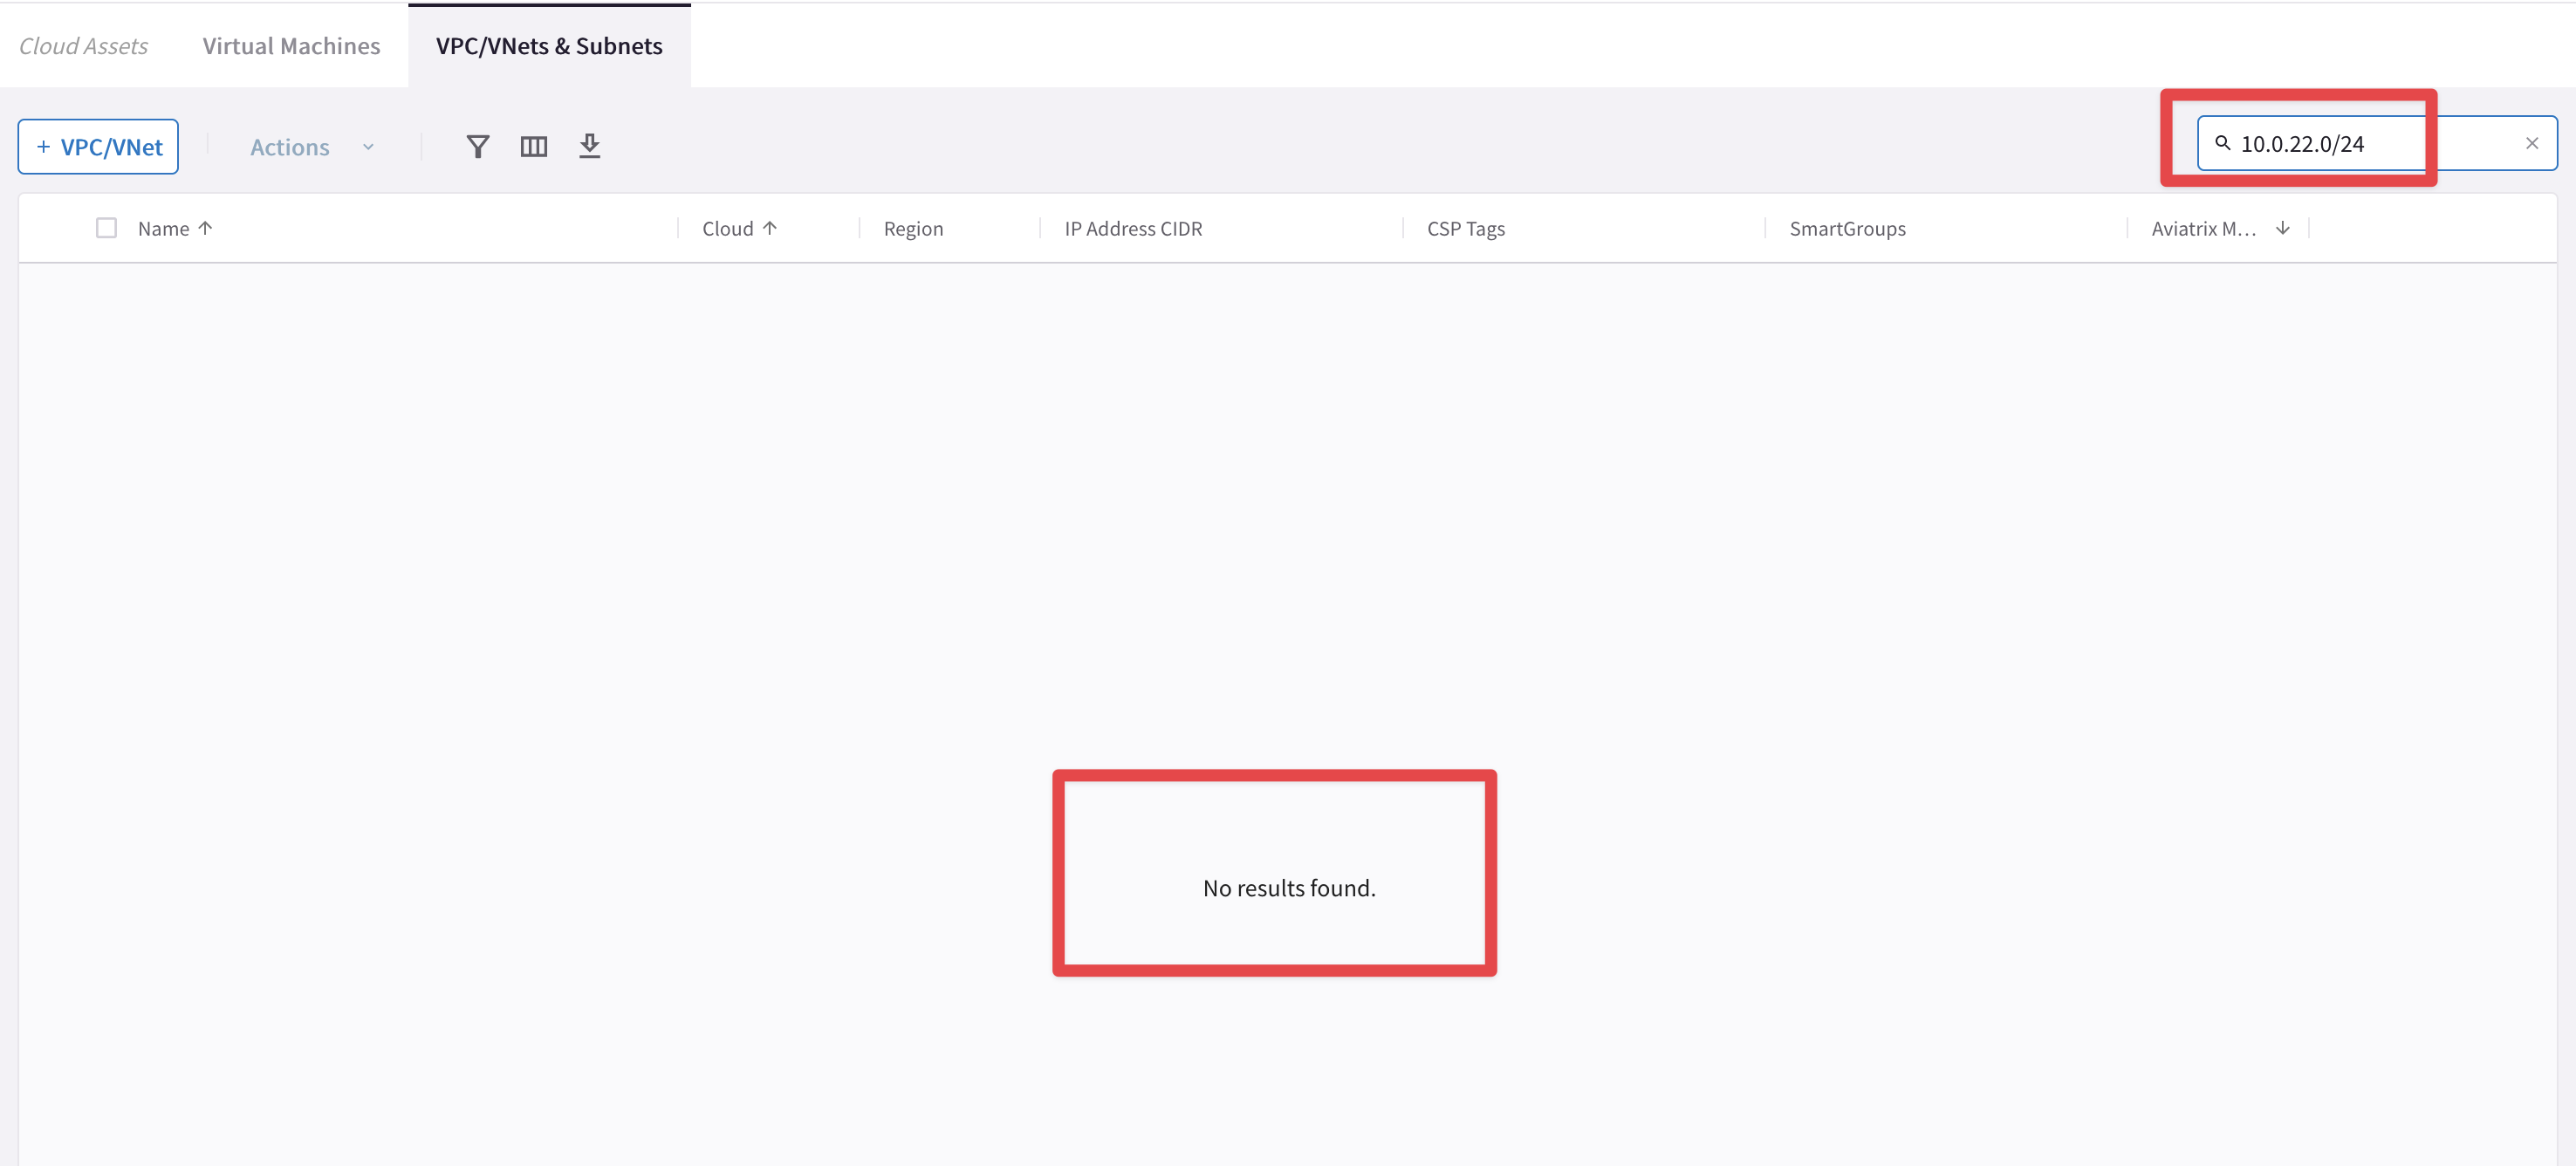 Cloud Assets Virtual Machines VPC/VNets & Subnets
+ VPC/VNet Actions 10.0.22.0/24
Name Cloud Region IP Address CIDR CSP Tags SmartGroups Aviatrix M...
No results found.